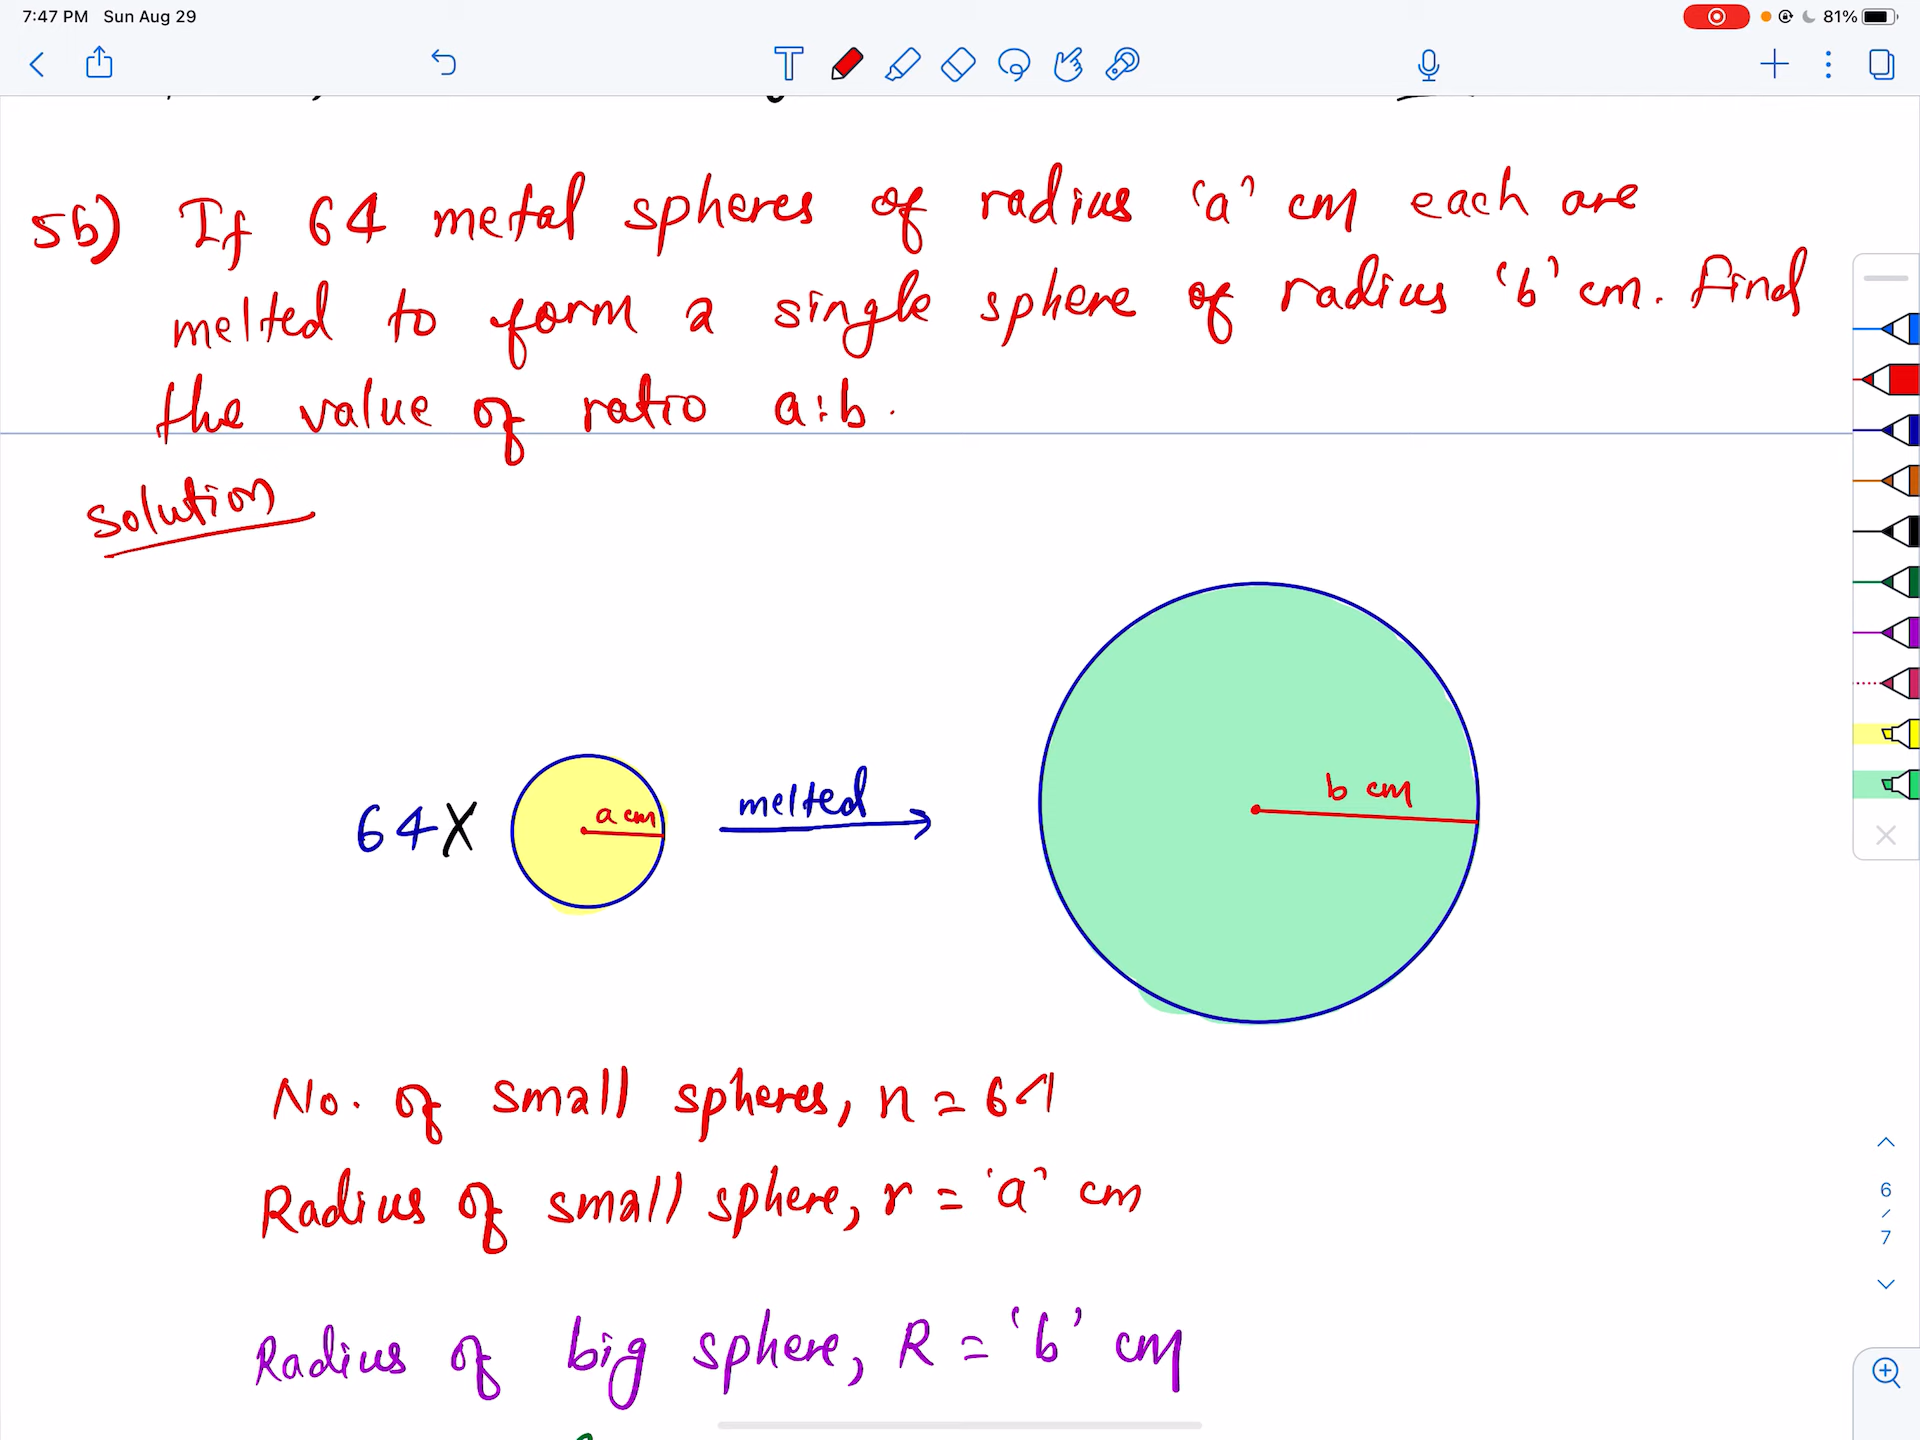 7:47 PM Sun Aug 29
81%
5b) If 64 metal spheres of radius 'a' cm each are
melted to form a single sphere of radius 'b' cm. Find
the value of ratio a:b.
Solution
64X
a cm
melted
b cm
No. of small spheres, n = 64
Radius of small sphere, r = 'a' cm
Radius of big sphere, R = 'b' cm
6
/
7